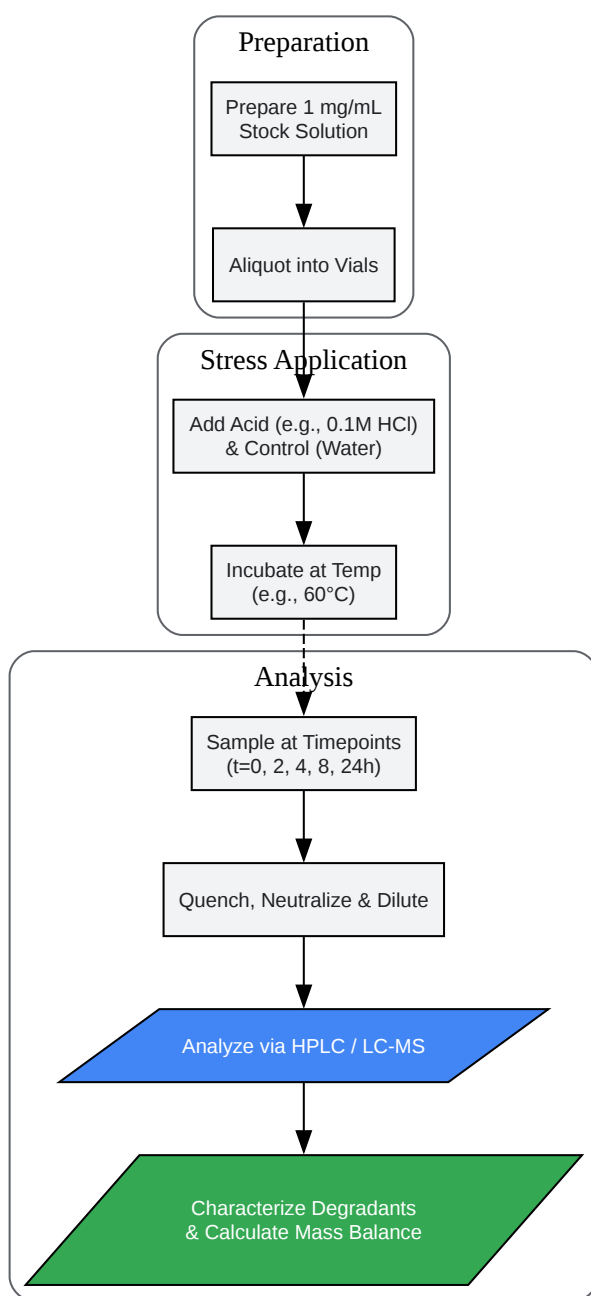 Preparation
Prepare 1 mg/mL
Stock Solution
Aliquot into Vials
Stress Application
Add Acid (e.g., 0.1M HCl)
& Control (Water)
Incubate at Temp
(e.g., 60°C)
Analysis
Sample at Timepoints
(t=0, 2, 4, 8, 24h)
Quench, Neutralize & Dilute
Analyze via HPLC / LC-MS
Characterize Degradants
& Calculate Mass Balance